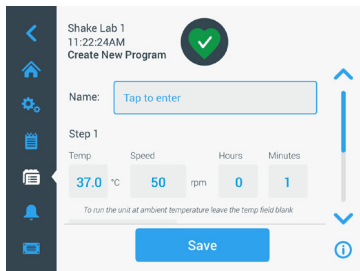 Shake Lab 1
11:22:24AM
Create New Program
Name: Tap to enter
Step 1
Temp Speed Hours Minutes
37.0 °C 50 rpm 0 1
To run the unit at ambient temperature leave the temp field blank
Save